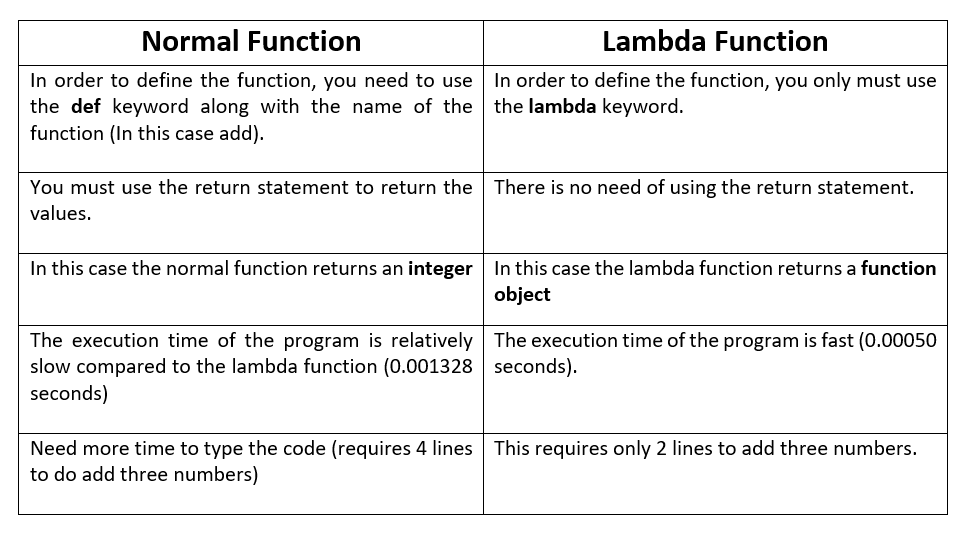 Normal Function
Lambda Function
In order to define the function, you need to use
the def keyword along with the name of the
function (In this case add).
In order to define the function, you only must use
the lambda keyword.
You must use the return statement to return the
values.
There is no need of using the return statement.
In this case the normal function returns an integer
In this case the lambda function returns a function
object
The execution time of the program is relatively
slow compared to the lambda function (0.001328
seconds)
The execution time of the program is fast (0.00050
seconds).
Need more time to type the code (requires 4 lines
to do add three numbers)
This requires only 2 lines to add three numbers.